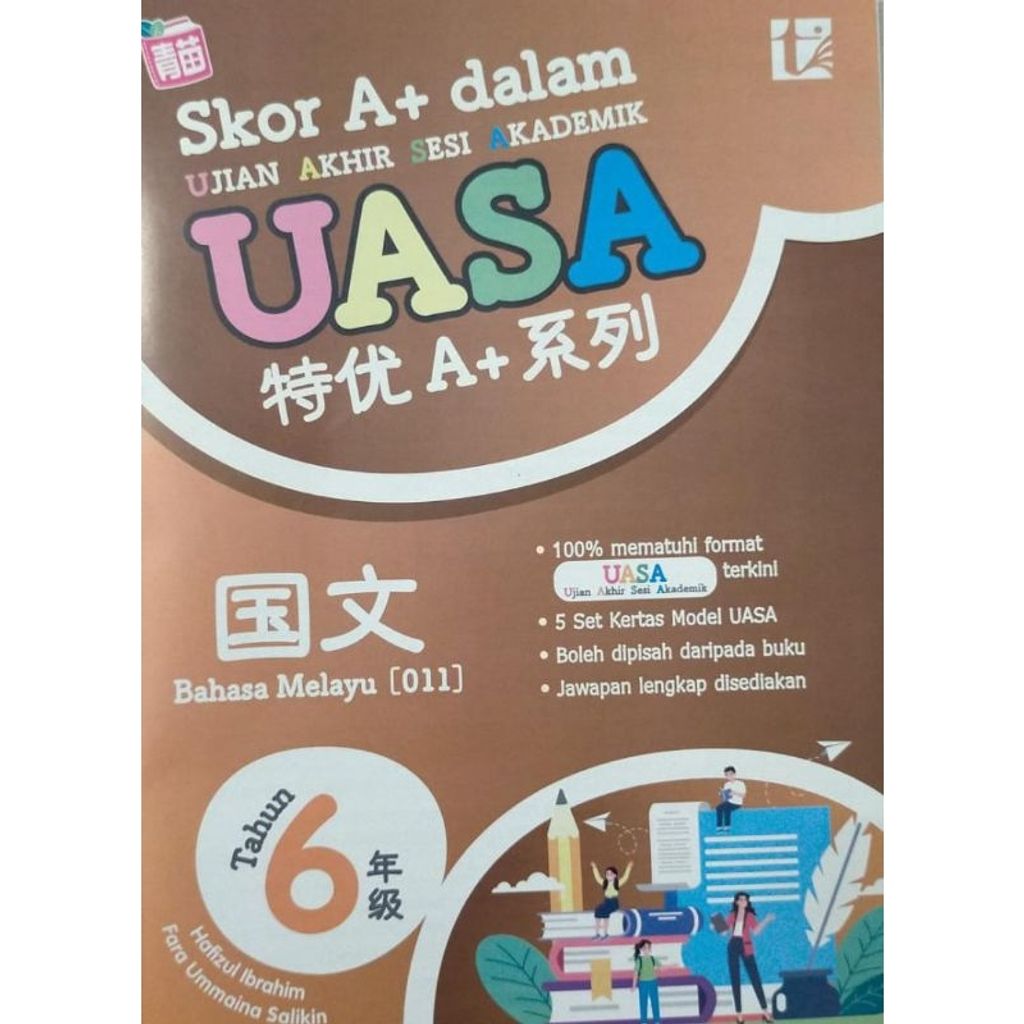 青苗
Skor A+ dalam
UJIAN AKHIR SESI AKADEMIK
UASA
特优 A+ 系列
国文
Bahasa Melayu [011]
• 100% mematuhi format
UASA terkini
Ujian Akhir Sesi Akademik
• 5 Set Kertas Model UASA
• Boleh dipisah daripada buku
• Jawapan lengkap disediakan
Tahun
6
年级
Hafizul Ibrahim
Fara Ummaina Salikin